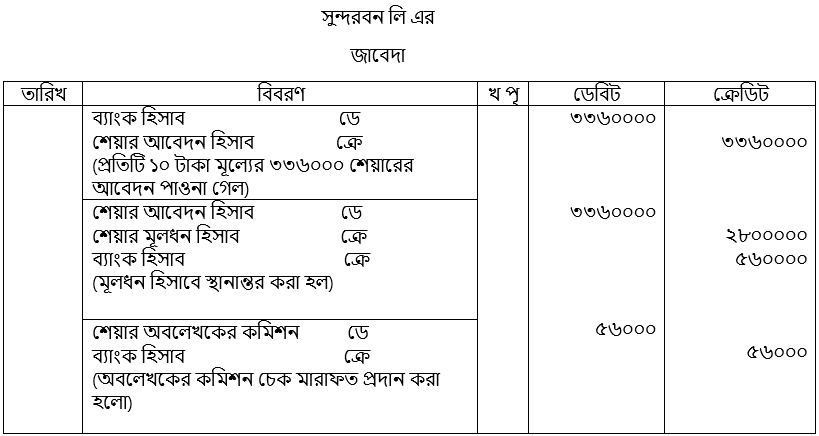 সুন্দরবন লি এর
জাবেদা
তারিখ বিবরণ খ পৃ ডেবিট ক্রেডিট
ব্যাংক হিসাব ডে ৩৩৬০০০০
শেয়ার আবেদন হিসাব ক্রে ৩৩৬০০০০
(প্রতিটি ১০ টাকা মূল্যের ৩৩৬০০০ শেয়ারের
আবেদন পাওনা গেল)
শেয়ার আবেদন হিসাব ডে ৩৩৬০০০০
শেয়ার মূলধন হিসাব ক্রে ২৮০০০০০
ব্যাংক হিসাব ক্রে ৫৬০০০০
(মূলধন হিসাবে স্থানান্তর করা হল)
শেয়ার অবলেখকের কমিশন ডে ৫৬০০০
ব্যাংক হিসাব ক্রে ৫৬০০০
(অবলেখকের কমিশন চেক মারাফত প্রদান করা
হলো)